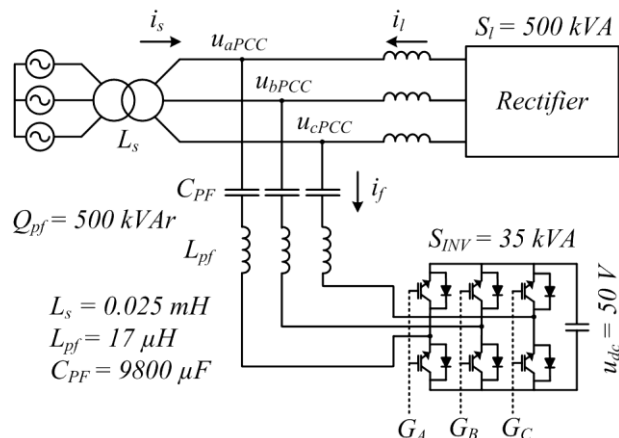 i_s
i_l
S_l = 500 kVA
u_aPCC
u_bPCC
u_cPCC
Rectifier
L_s
C_PF
i_f
Q_pf = 500 kVAr
L_pf
S_INV = 35 kVA
L_s = 0.025 mH
L_pf = 17 μH
C_PF = 9800 μF
u_dc = 50 V
G_A
G_B
G_C